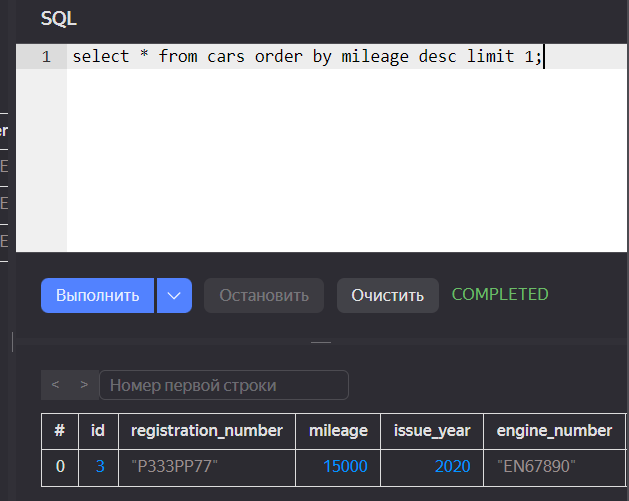 SQL
1 select * from cars order by mileage desc limit 1;
er
E
E
E
Выполнить Остановить Очистить COMPLETED
< > Номер первой строки
# id registration_number mileage issue_year engine_number
0 3 "P333PP77" 15000 2020 "EN67890"